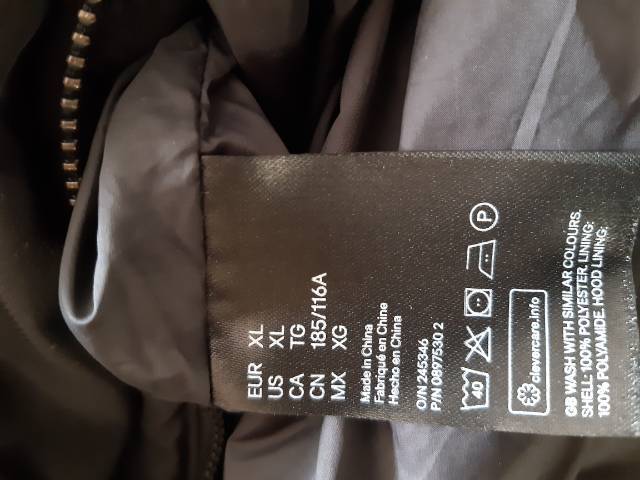 EUR XL
US XL
CA TG
CN 185/116A
MX XG
Made in China
Fabriqué en Chine
Hecho en China
O/N 245346
P/N 0897530 2
40 P
clevercare.info
GB WASH WITH SIMILAR COLOURS.
SHELL: 100% POLYESTER. LINING:
100% POLYAMIDE. HOOD LINING: